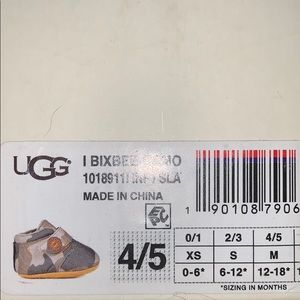 UGG
I BIXBEE
1018911I
MADE IN CHINA
1 90108 7906
4/5
0/1 2/3 4/5
XS S M
0-6* 6-12* 12-18*
*SIZING IN MONTHS